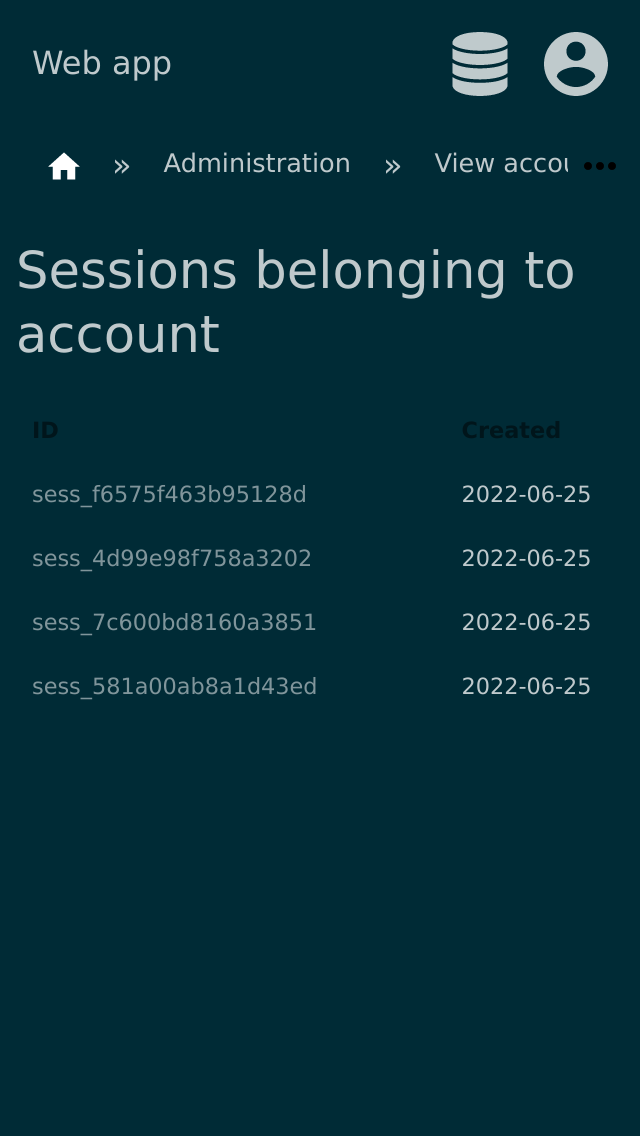 Web app
» Administration » View accou •••
Sessions belonging to
account
ID Created
sess_f6575f463b95128d 2022-06-25
sess_4d99e98f758a3202 2022-06-25
sess_7c600bd8160a3851 2022-06-25
sess_581a00ab8a1d43ed 2022-06-25